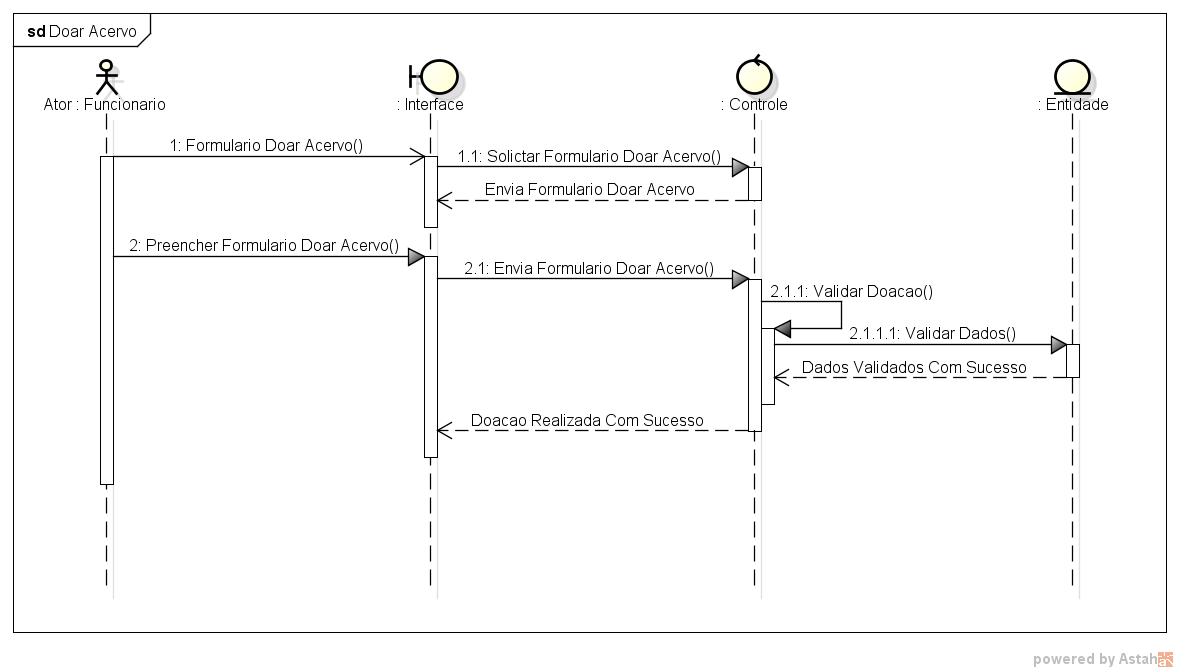 sd Doar Acervo
Ator : Funcionario
: Interface
: Controle
: Entidade
1: Formulario Doar Acervo()
1.1: Solictar Formulario Doar Acervo()
Envia Formulario Doar Acervo
2: Preencher Formulario Doar Acervo()
2.1: Envia Formulario Doar Acervo()
2.1.1: Validar Doacao()
2.1.1.1: Validar Dados()
Dados Validados Com Sucesso
Doacao Realizada Com Sucesso
powered by Astah